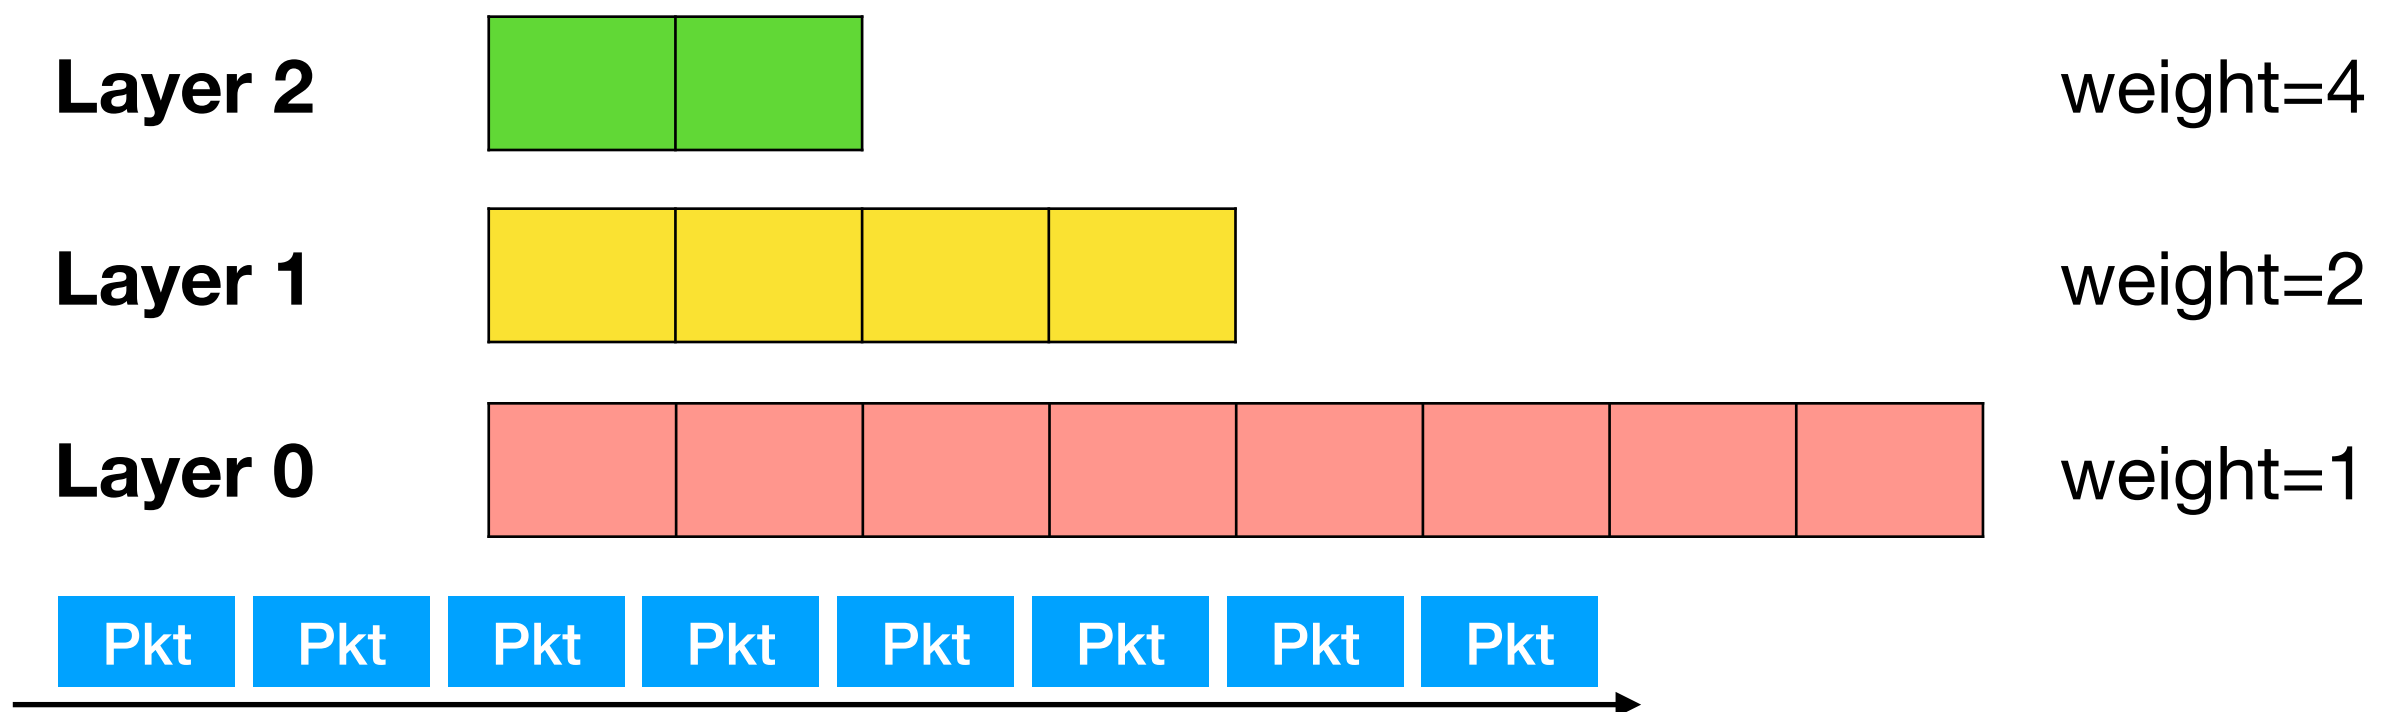 Layer 2 weight=4
Layer 1 weight=2
Layer 0 weight=1
Pkt Pkt Pkt Pkt Pkt Pkt Pkt Pkt